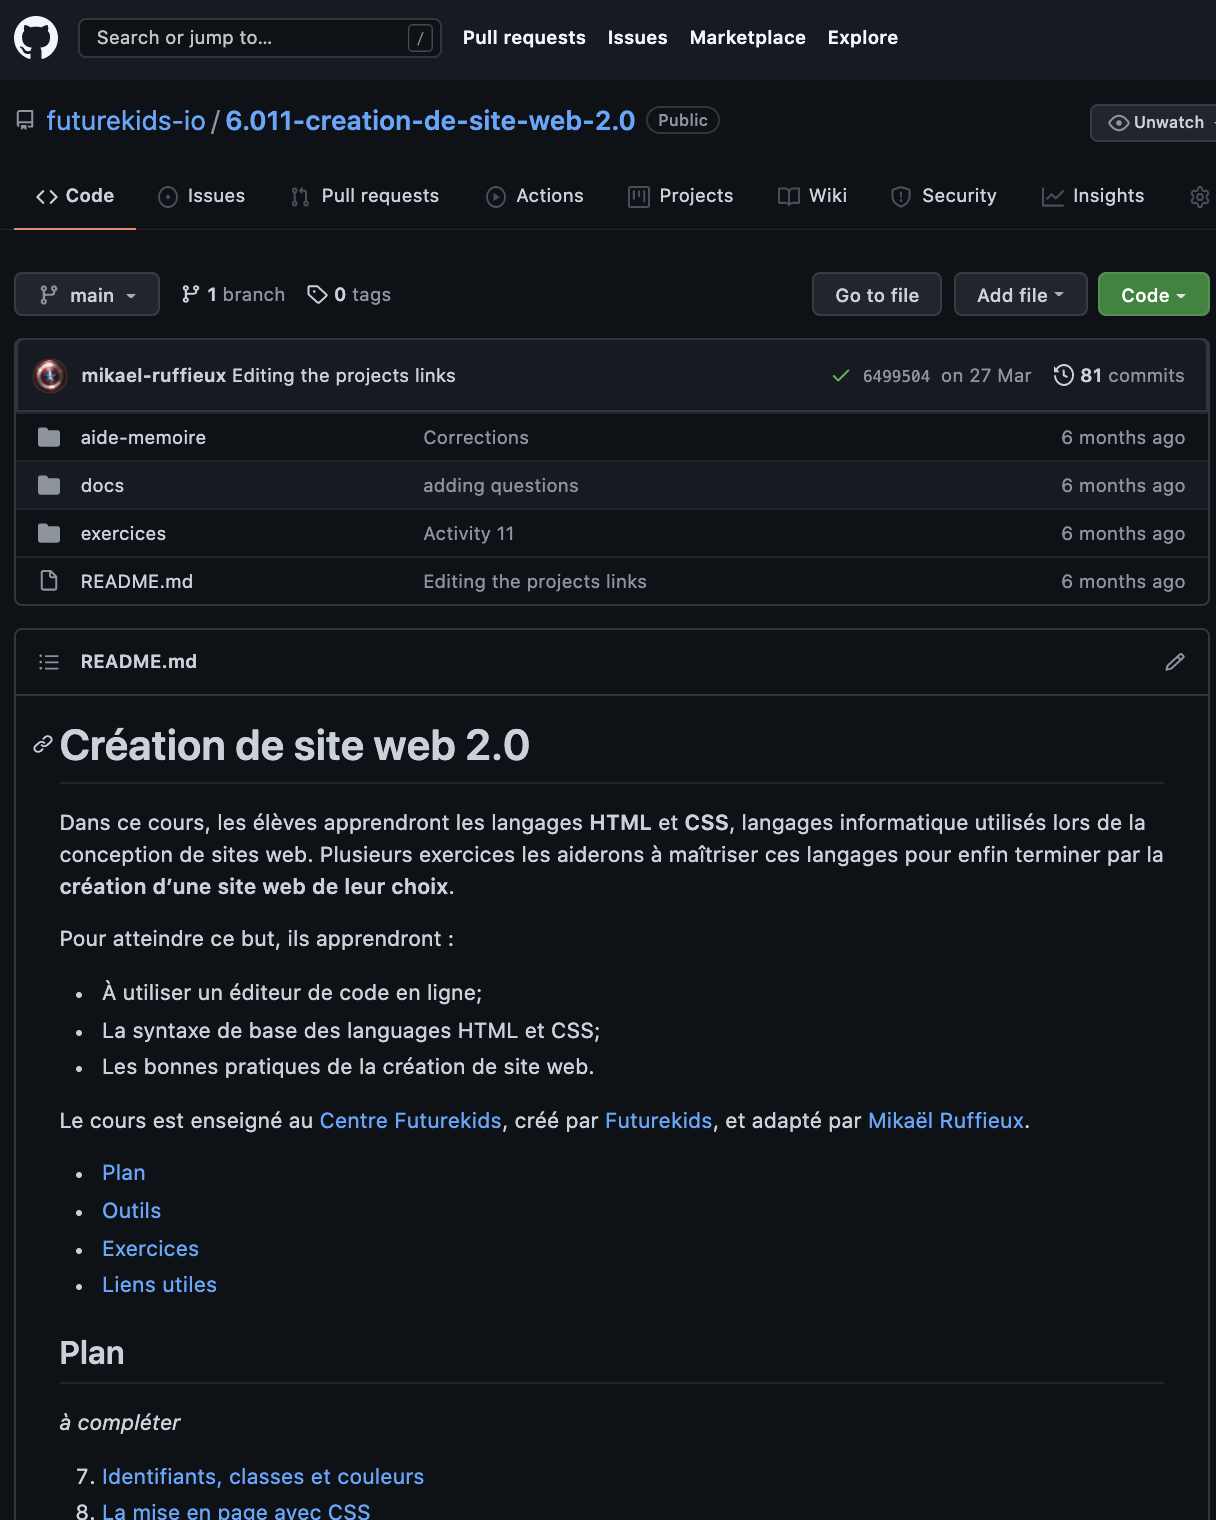 Search or jump to... /
Pull requests Issues Marketplace Explore
futurekids-io / 6.011-creation-de-site-web-2.0 Public
Unwatch
Code Issues Pull requests Actions Projects Wiki Security Insights
main 1 branch 0 tags
Go to file Add file Code
mikael-ruffieux Editing the projects links 6499504 on 27 Mar 81 commits
aide-memoire Corrections 6 months ago
docs adding questions 6 months ago
exercices Activity 11 6 months ago
README.md Editing the projects links 6 months ago
README.md
Création de site web 2.0
Dans ce cours, les élèves apprendront les langages HTML et CSS, langages informatique utilisés lors de la
conception de sites web. Plusieurs exercices les aiderons à maîtriser ces langages pour enfin terminer par la
création d’une site web de leur choix.
Pour atteindre ce but, ils apprendront :
• À utiliser un éditeur de code en ligne;
• La syntaxe de base des languages HTML et CSS;
• Les bonnes pratiques de la création de site web.
Le cours est enseigné au Centre Futurekids, créé par Futurekids, et adapté par Mikaël Ruffieux.
• Plan
• Outils
• Exercices
• Liens utiles
Plan
à compléter
7. Identifiants, classes et couleurs
8. La mise en page avec CSS